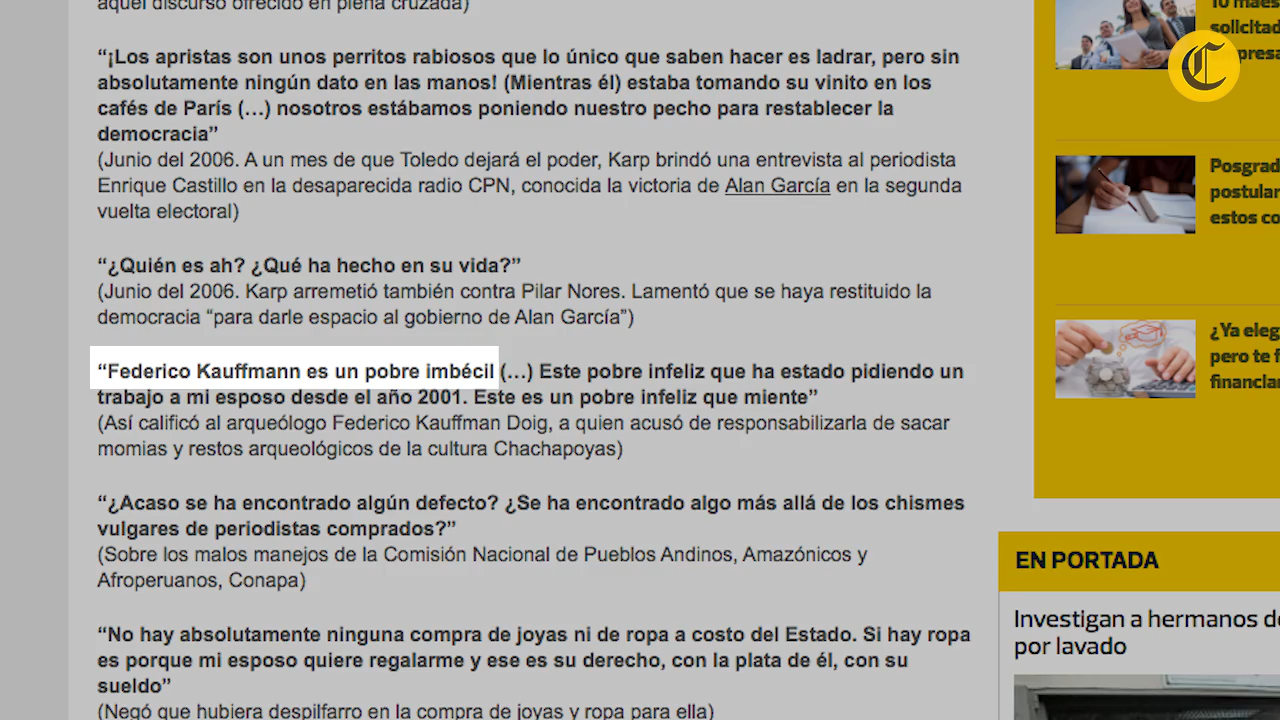 aquel discurso ofrecido en plena cruzada)
“¡Los apristas son unos perritos rabiosos que lo único que saben hacer es ladrar, pero sin
absolutamente ningún dato en las manos! (Mientras él) estaba tomando su vinito en los
cafés de París (…) nosotros estábamos poniendo nuestro pecho para restablecer la
democracia”
(Junio del 2006. A un mes de que Toledo dejará el poder, Karp brindó una entrevista al periodista
Enrique Castillo en la desaparecida radio CPN, conocida la victoria de Alan García en la segunda
vuelta electoral)
“¿Quién es ah? ¿Qué ha hecho en su vida?”
(Junio del 2006. Karp arremetió también contra Pilar Nores. Lamentó que se haya restituido la
democracia “para darle espacio al gobierno de Alan García”)
“Federico Kauffmann es un pobre imbécil (…) Este pobre infeliz que ha estado pidiendo un
trabajo a mi esposo desde el año 2001. Este es un pobre infeliz que miente”
(Así calificó al arqueólogo Federico Kauffman Doig, a quien acusó de responsabilizarla de sacar
momias y restos arqueológicos de la cultura Chachapoyas)
“¿Acaso se ha encontrado algún defecto? ¿Se ha encontrado algo más allá de los chismes
vulgares de periodistas comprados?”
(Sobre los malos manejos de la Comisión Nacional de Pueblos Andinos, Amazónicos y
Afroperuanos, Conapa)
“No hay absolutamente ninguna compra de joyas ni de ropa a costo del Estado. Si hay ropa
es porque mi esposo quiere regalarme y ese es su derecho, con la plata de él, con su
sueldo”
(Negó que hubiera despilfarro en la compra de joyas y ropa para ella)
10 maes
solicitad
presa
C
Posgrad
postular
estos co
¿Ya eleg
pero te f
financiar
EN PORTADA
Investigan a hermanos de
por lavado